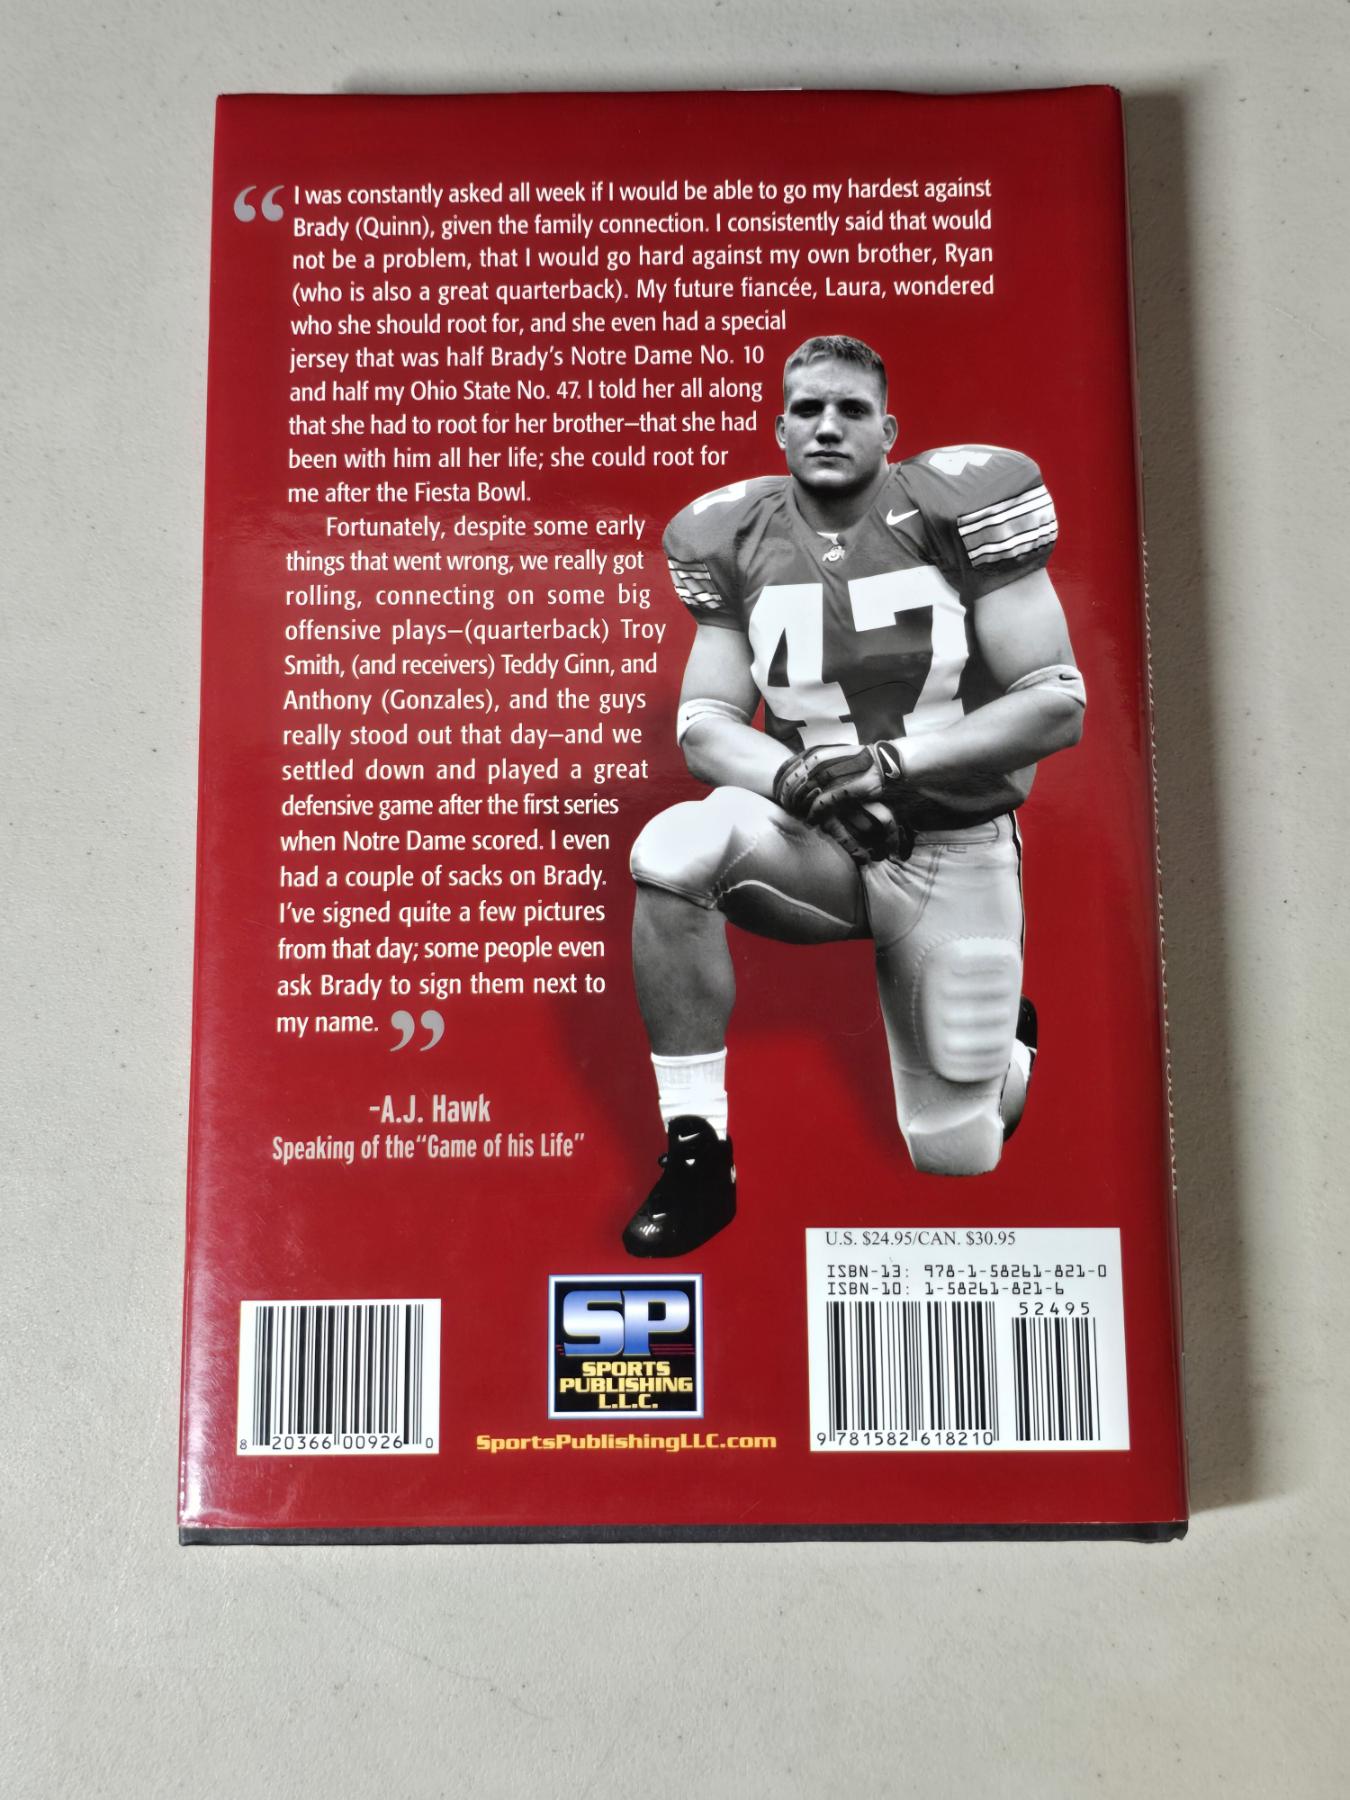 “I was constantly asked all week if I would be able to go my hardest against
Brady (Quinn), given the family connection. I consistently said that would
not be a problem, that I would go hard against my own brother, Ryan
(who is also a great quarterback). My future fiancée, Laura, wondered
who she should root for, and she even had a special
jersey that was half Brady’s Notre Dame No. 10
and half my Ohio State No. 47. I told her all along
that she had to root for her brother—that she had
been with him all her life; she could root for
me after the Fiesta Bowl.
Fortunately, despite some early
things that went wrong, we really got
rolling, connecting on some big
offensive plays—(quarterback) Troy
Smith, (and receivers) Teddy Ginn, and
Anthony (Gonzales), and the guys
really stood out that day—and we
settled down and played a great
defensive game after the first series
when Notre Dame scored. I even
had a couple of sacks on Brady.
I’ve signed quite a few pictures
from that day; some people even
ask Brady to sign them next to
my name.”
-A.J. Hawk
Speaking of the“Game of his Life”
47
U.S. $24.95/CAN. $30.95
ISBN-13: 978-1-58261-821-0
ISBN-10: 1-58261-821-6
52495
9 781582 618210
8 20366 00926 0
SP
SPORTS
PUBLISHING
L.L.C.
SportsPublishingLLC.com